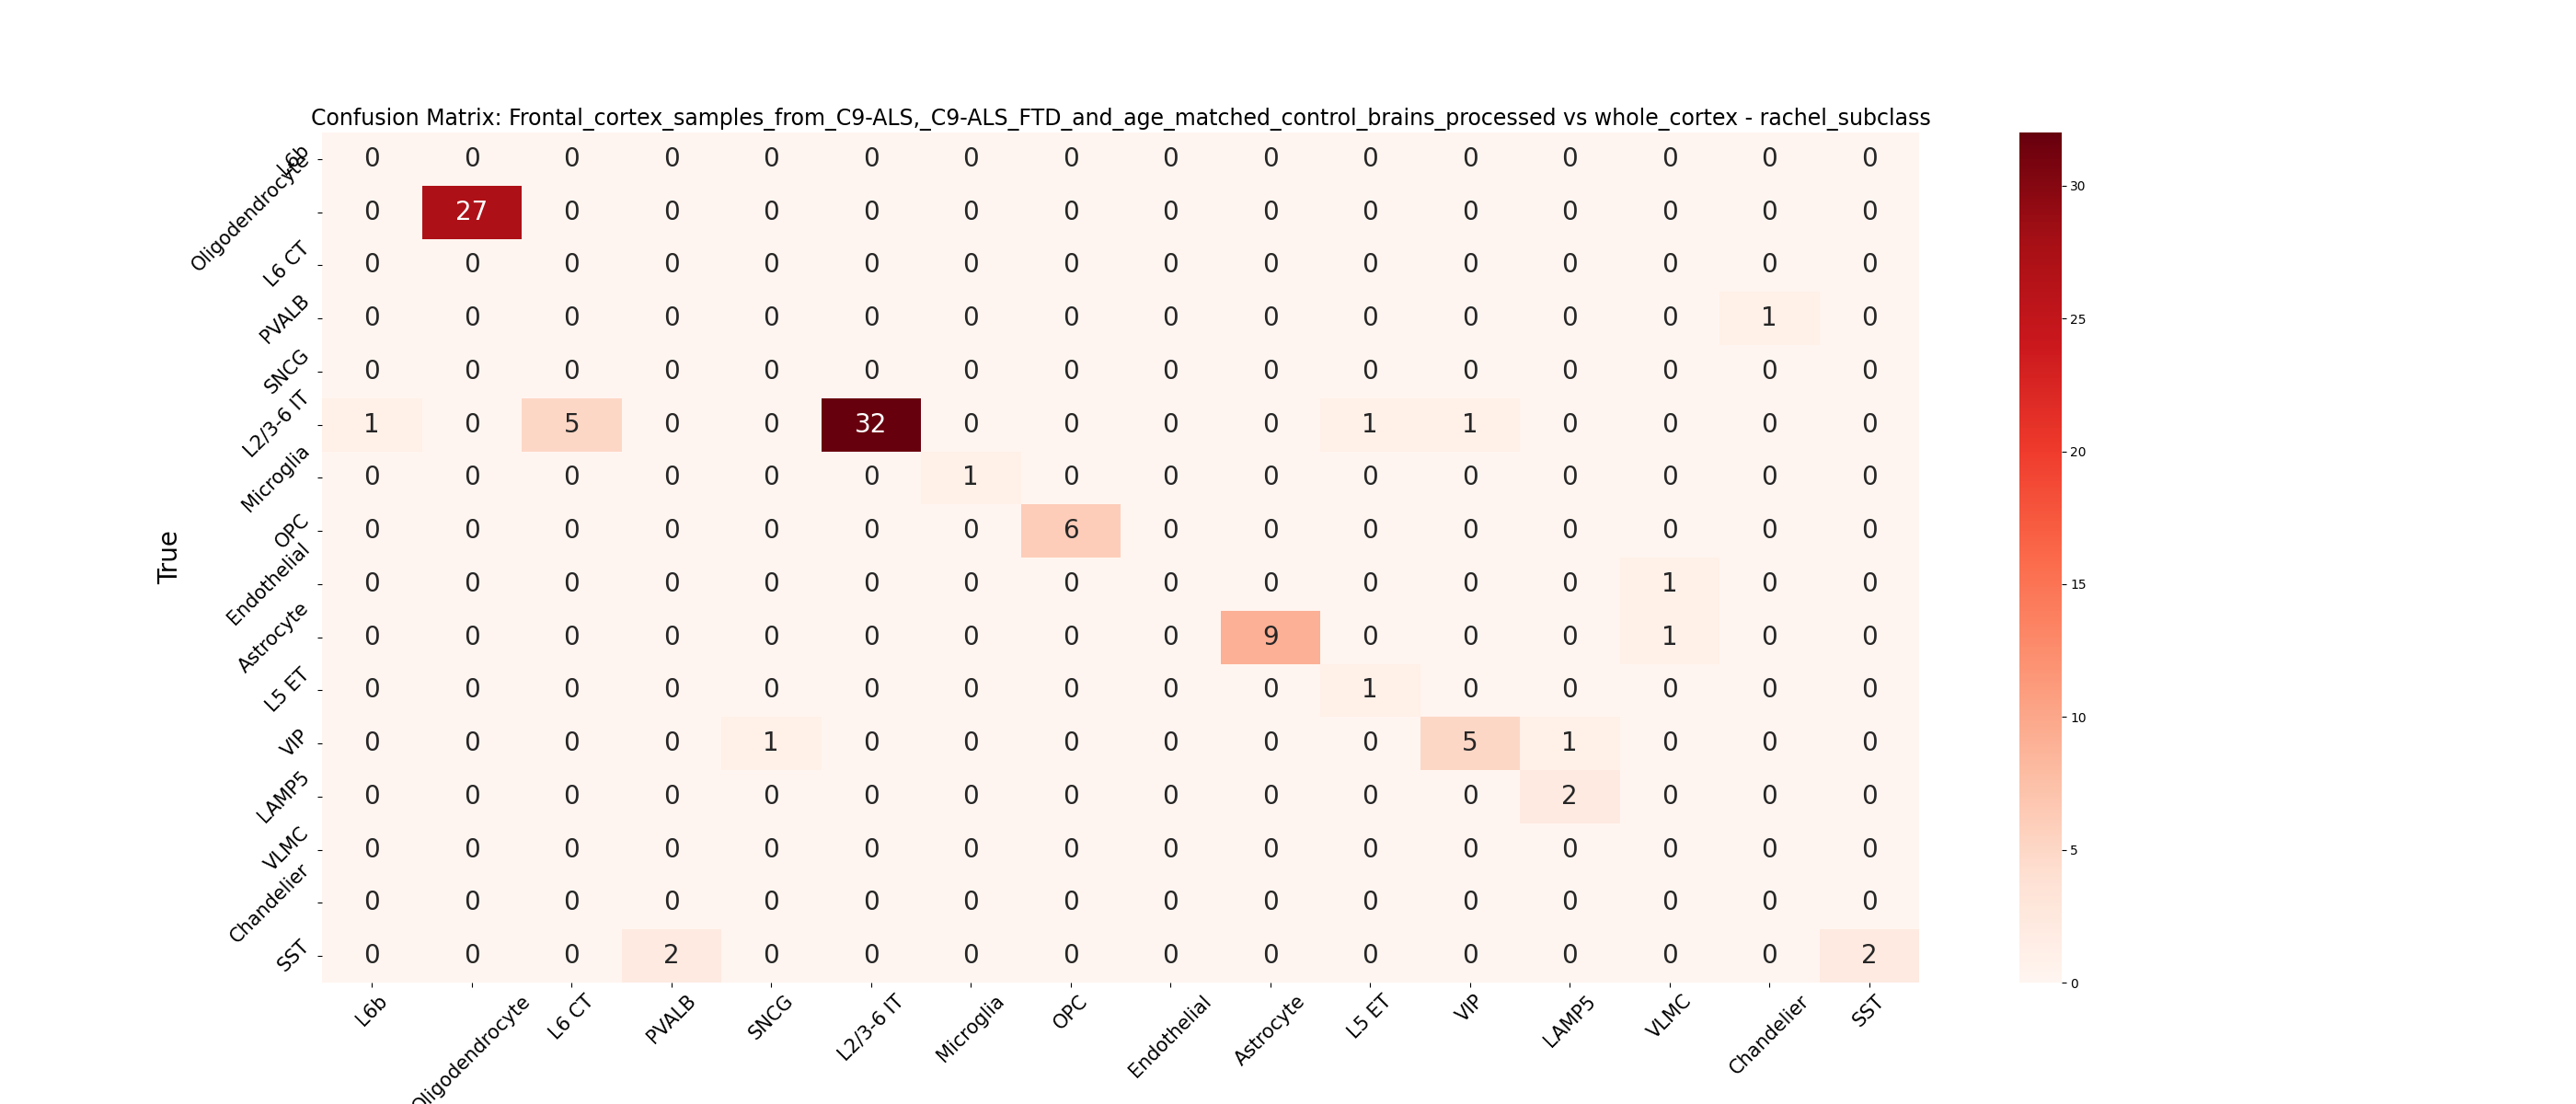 Confusion Matrix: Frontal_cortex_samples_from_C9-ALS,_C9-ALS_FTD_and_age_matched_control_brains_processed vs whole_cortex - rachel_subclass
True
L6b 0 0 0 0 0 0 0 0 0 0 0 0 0 0 0 0
Oligodendrocyte 0 27 0 0 0 0 0 0 0 0 0 0 0 0 0 0
L6 CT 0 0 0 0 0 0 0 0 0 0 0 0 0 0 0 0
PVALB 0 0 0 0 0 0 0 0 0 0 0 0 0 0 1 0
SNCG 0 0 0 0 0 0 0 0 0 0 0 0 0 0 0 0
L2/3-6 IT 1 0 5 0 0 32 0 0 0 0 1 1 0 0 0 0
Microglia 0 0 0 0 0 0 1 0 0 0 0 0 0 0 0 0
OPC 0 0 0 0 0 0 0 6 0 0 0 0 0 0 0 0
Endothelial 0 0 0 0 0 0 0 0 0 0 0 0 0 1 0 0
Astrocyte 0 0 0 0 0 0 0 0 0 9 0 0 0 1 0 0
L5 ET 0 0 0 0 0 0 0 0 0 0 1 0 0 0 0 0
VIP 0 0 0 0 1 0 0 0 0 0 0 5 1 0 0 0
LAMP5 0 0 0 0 0 0 0 0 0 0 0 0 2 0 0 0
VLMC 0 0 0 0 0 0 0 0 0 0 0 0 0 0 0 0
Chandelier 0 0 0 0 0 0 0 0 0 0 0 0 0 0 0 0
SST 0 0 0 2 0 0 0 0 0 0 0 0 0 0 0 2
L6b Oligodendrocyte L6 CT PVALB SNCG L2/3-6 IT Microglia OPC Endothelial Astrocyte L5 ET VIP LAMP5 VLMC Chandelier SST
30
25
20
15
10
5
0